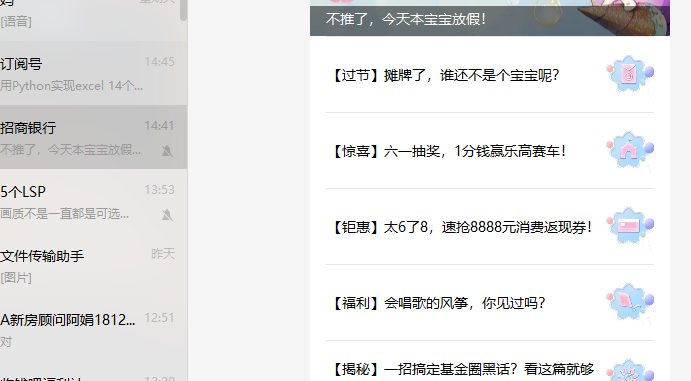 [语音]
订阅号
14:45
用Python实现excel 14个...
招商银行
14:41
不推了，今天本宝宝放假...
5个LSP
13:53
画质不是一直都是可选...
文件传输助手
昨天
[图片]
A新房顾问阿娟1812...
12:51
对
不推了，今天本宝宝放假！
【过节】摊牌了，谁还不是个宝宝呢？
【惊喜】六一抽奖，1分钱赢乐高赛车！
【钜惠】太6了8，速抢8888元消费返现券！
【福利】会唱歌的风筝，你见过吗？
【揭秘】一招搞定基金圈黑话？看这篇就够